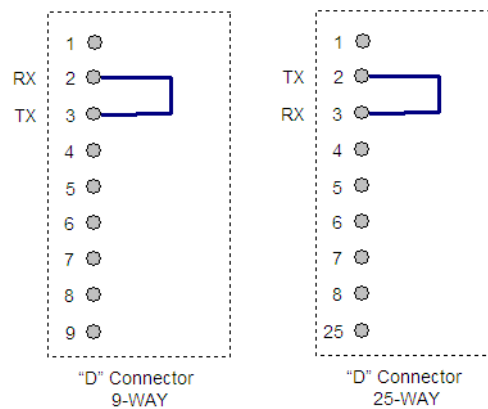 1
RX 2
TX 3
4
5
6
7
8
9
"D" Connector
9-WAY
1
TX 2
RX 3
4
5
6
7
8
25
"D" Connector
25-WAY